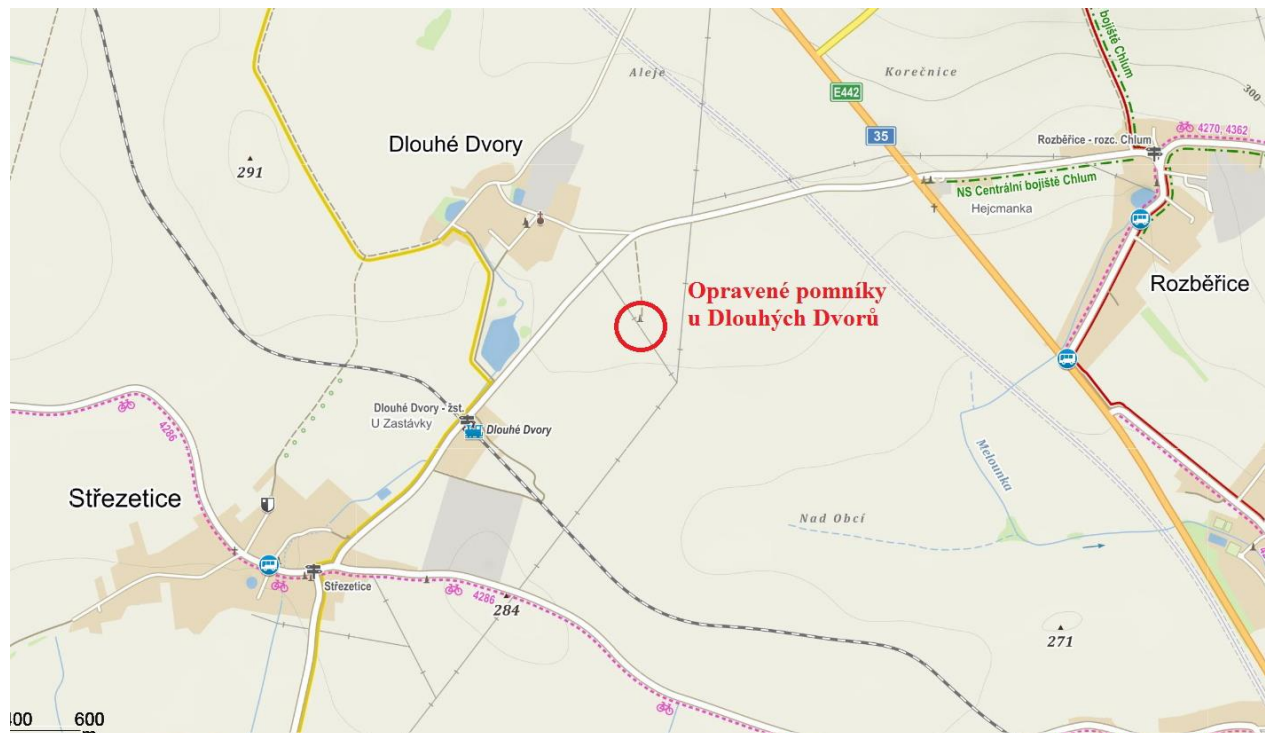 bojiště Chlum
Aleje
Korečnice
E442
300
35
4270, 4362
Rozběřice - rozc. Chlum
Dlouhé Dvory
291
NS Centrální bojiště Chlum
Hejcmanka
Rozběřice
Opravené pomníky
u Dlouhých Dvorů
Dlouhé Dvory - žst.
U Zastávky
Dlouhé Dvory
4286
Melounka
Střezetice
Nad Obcí
Střezetice
4286
284
271
600